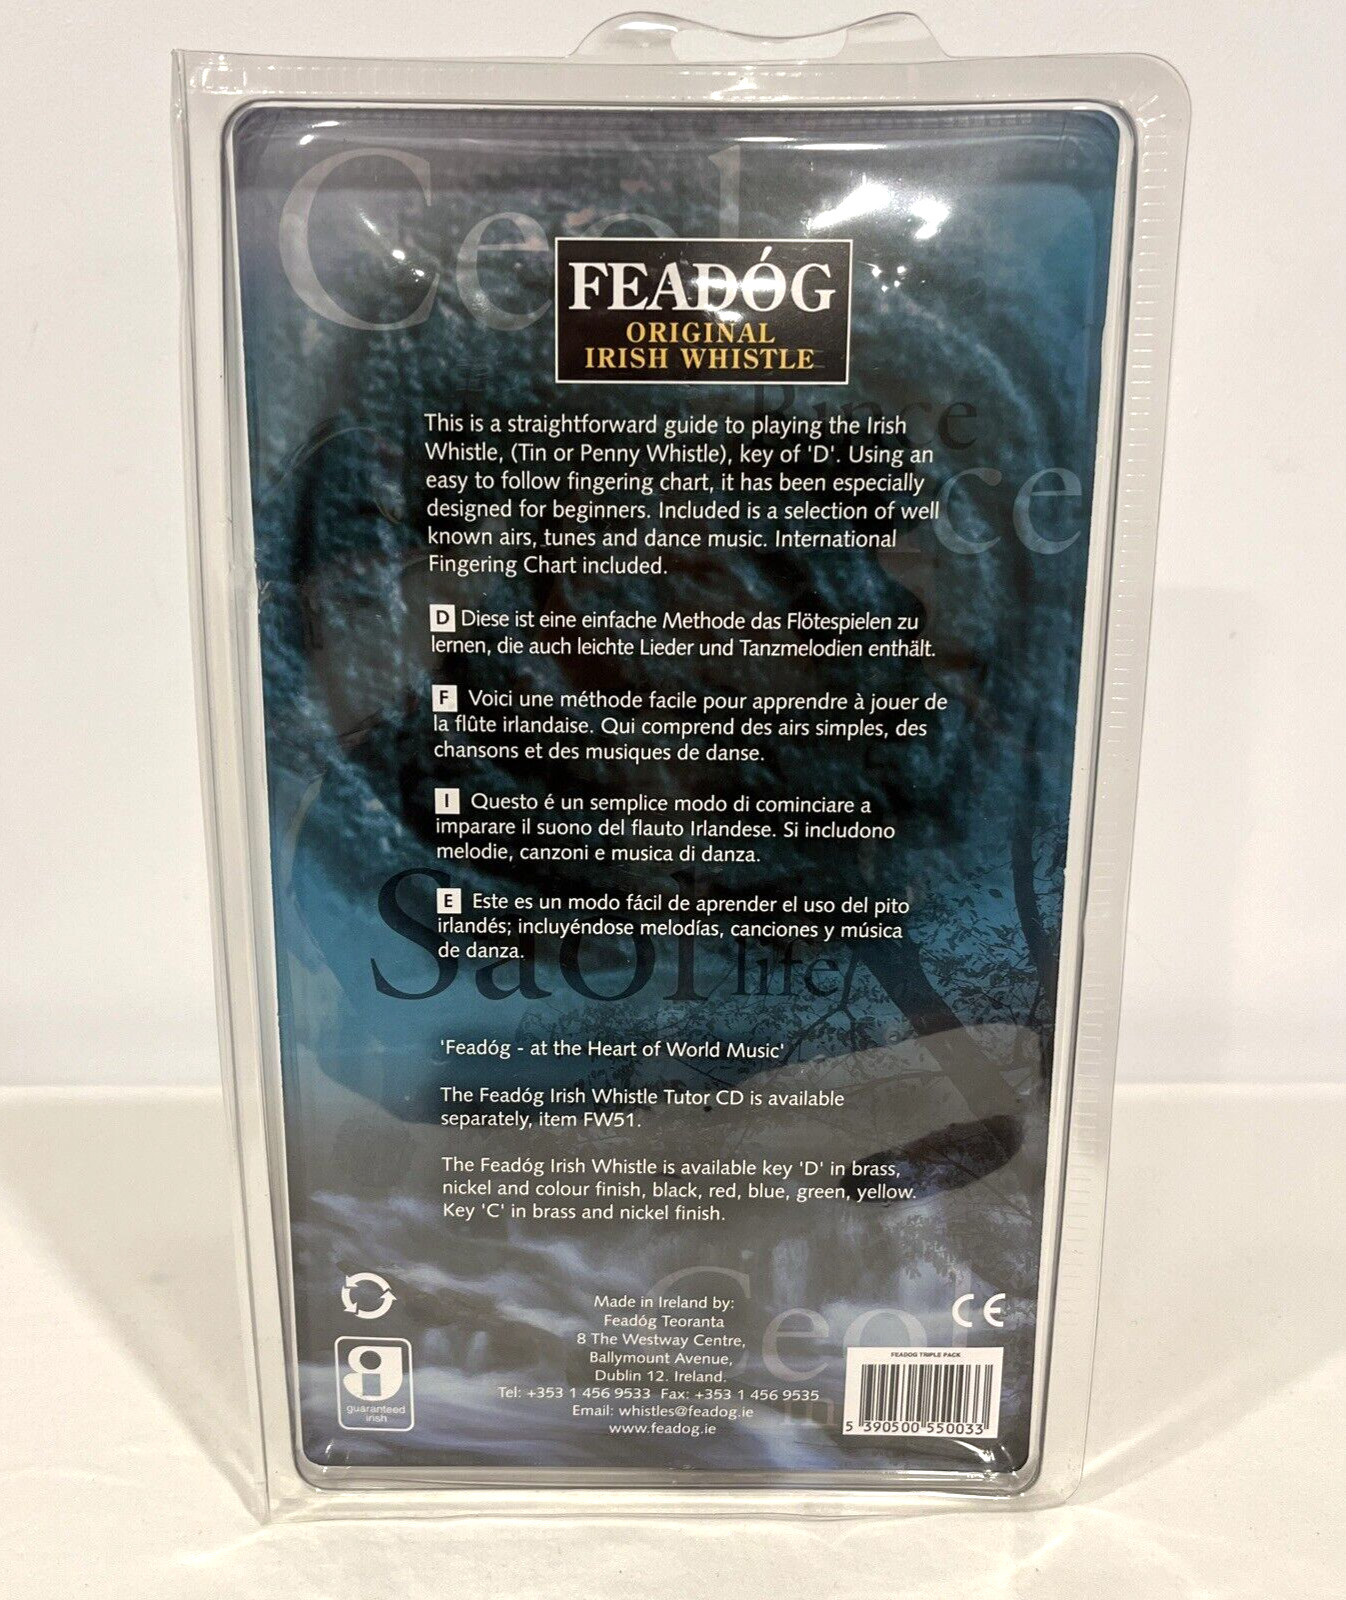 Ceol
FEADÓG
ORIGINAL
IRISH WHISTLE
Rince
This is a straightforward guide to playing the Irish
Whistle, (Tin or Penny Whistle), key of 'D'. Using an
easy to follow fingering chart, it has been especially
designed for beginners. Included is a selection of well
known airs, tunes and dance music. International
Fingering Chart included.
D Diese ist eine einfache Methode das Flötespielen zu
lernen, die auch leichte Lieder und Tanzmelodien enthält.
F Voici une méthode facile pour apprendre à jouer de
la flûte irlandaise. Qui comprend des airs simples, des
chansons et des musiques de danse.
I Questo é un semplice modo di cominciare a
imparare il suono del flauto Irlandese. Si includono
melodie, canzoni e musica di danza.
E Este es un modo fácil de aprender el uso del pito
irlandés; incluyéndose melodías, canciones y música
de danza.
Saol life
'Feadóg - at the Heart of World Music'
The Feadóg Irish Whistle Tutor CD is available
separately, item FW51.
The Feadóg Irish Whistle is available key 'D' in brass,
nickel and colour finish, black, red, blue, green, yellow.
Key 'C' in brass and nickel finish.
Ceol
Made in Ireland by:
Feadóg Teoranta
8 The Westway Centre,
Ballymount Avenue,
Dublin 12. Ireland.
Tel: +353 1 456 9533 Fax: +353 1 456 9535
Email: whistles@feadog.ie
www.feadog.ie
guaranteed
irish
CE
FEADOG TRIPLE PACK
5 390500 550033